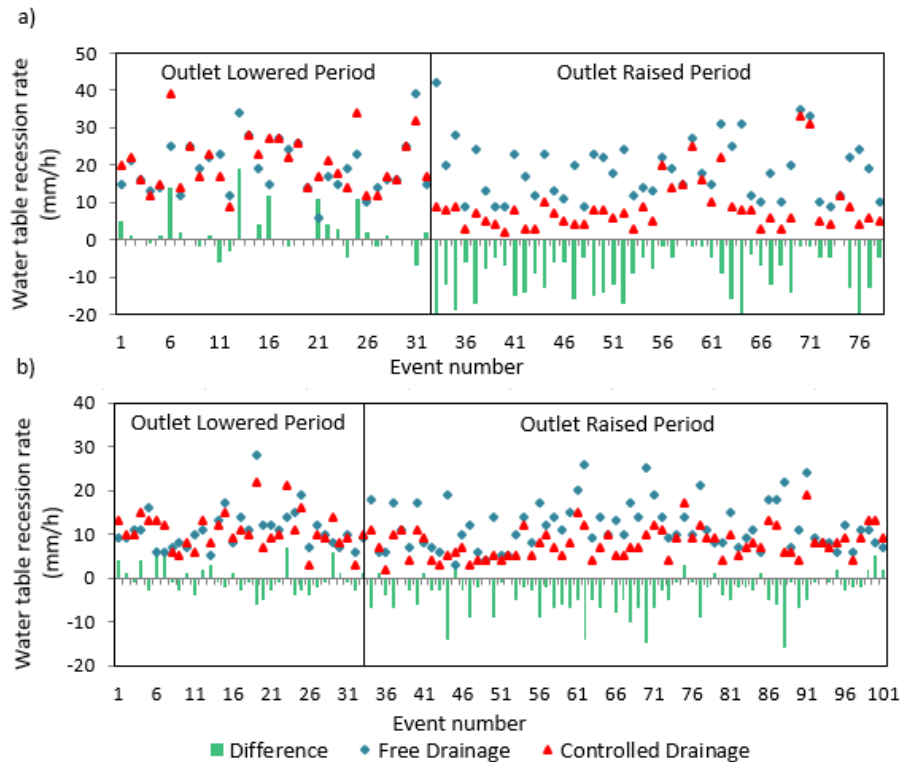 a)
Water table recession rate
(mm/h)
50
40
30
20
10
0
-10
-20
Outlet Lowered Period
Outlet Raised Period
1 6 11 16 21 26 31 36 41 46 51 56 61 66 71 76
Event number
b)
Water table recession rate
(mm/h)
40
30
20
10
0
-10
-20
Outlet Lowered Period
Outlet Raised Period
1 6 11 16 21 26 31 36 41 46 51 56 61 66 71 76 81 86 91 96 101
Event number
Difference Free Drainage Controlled Drainage